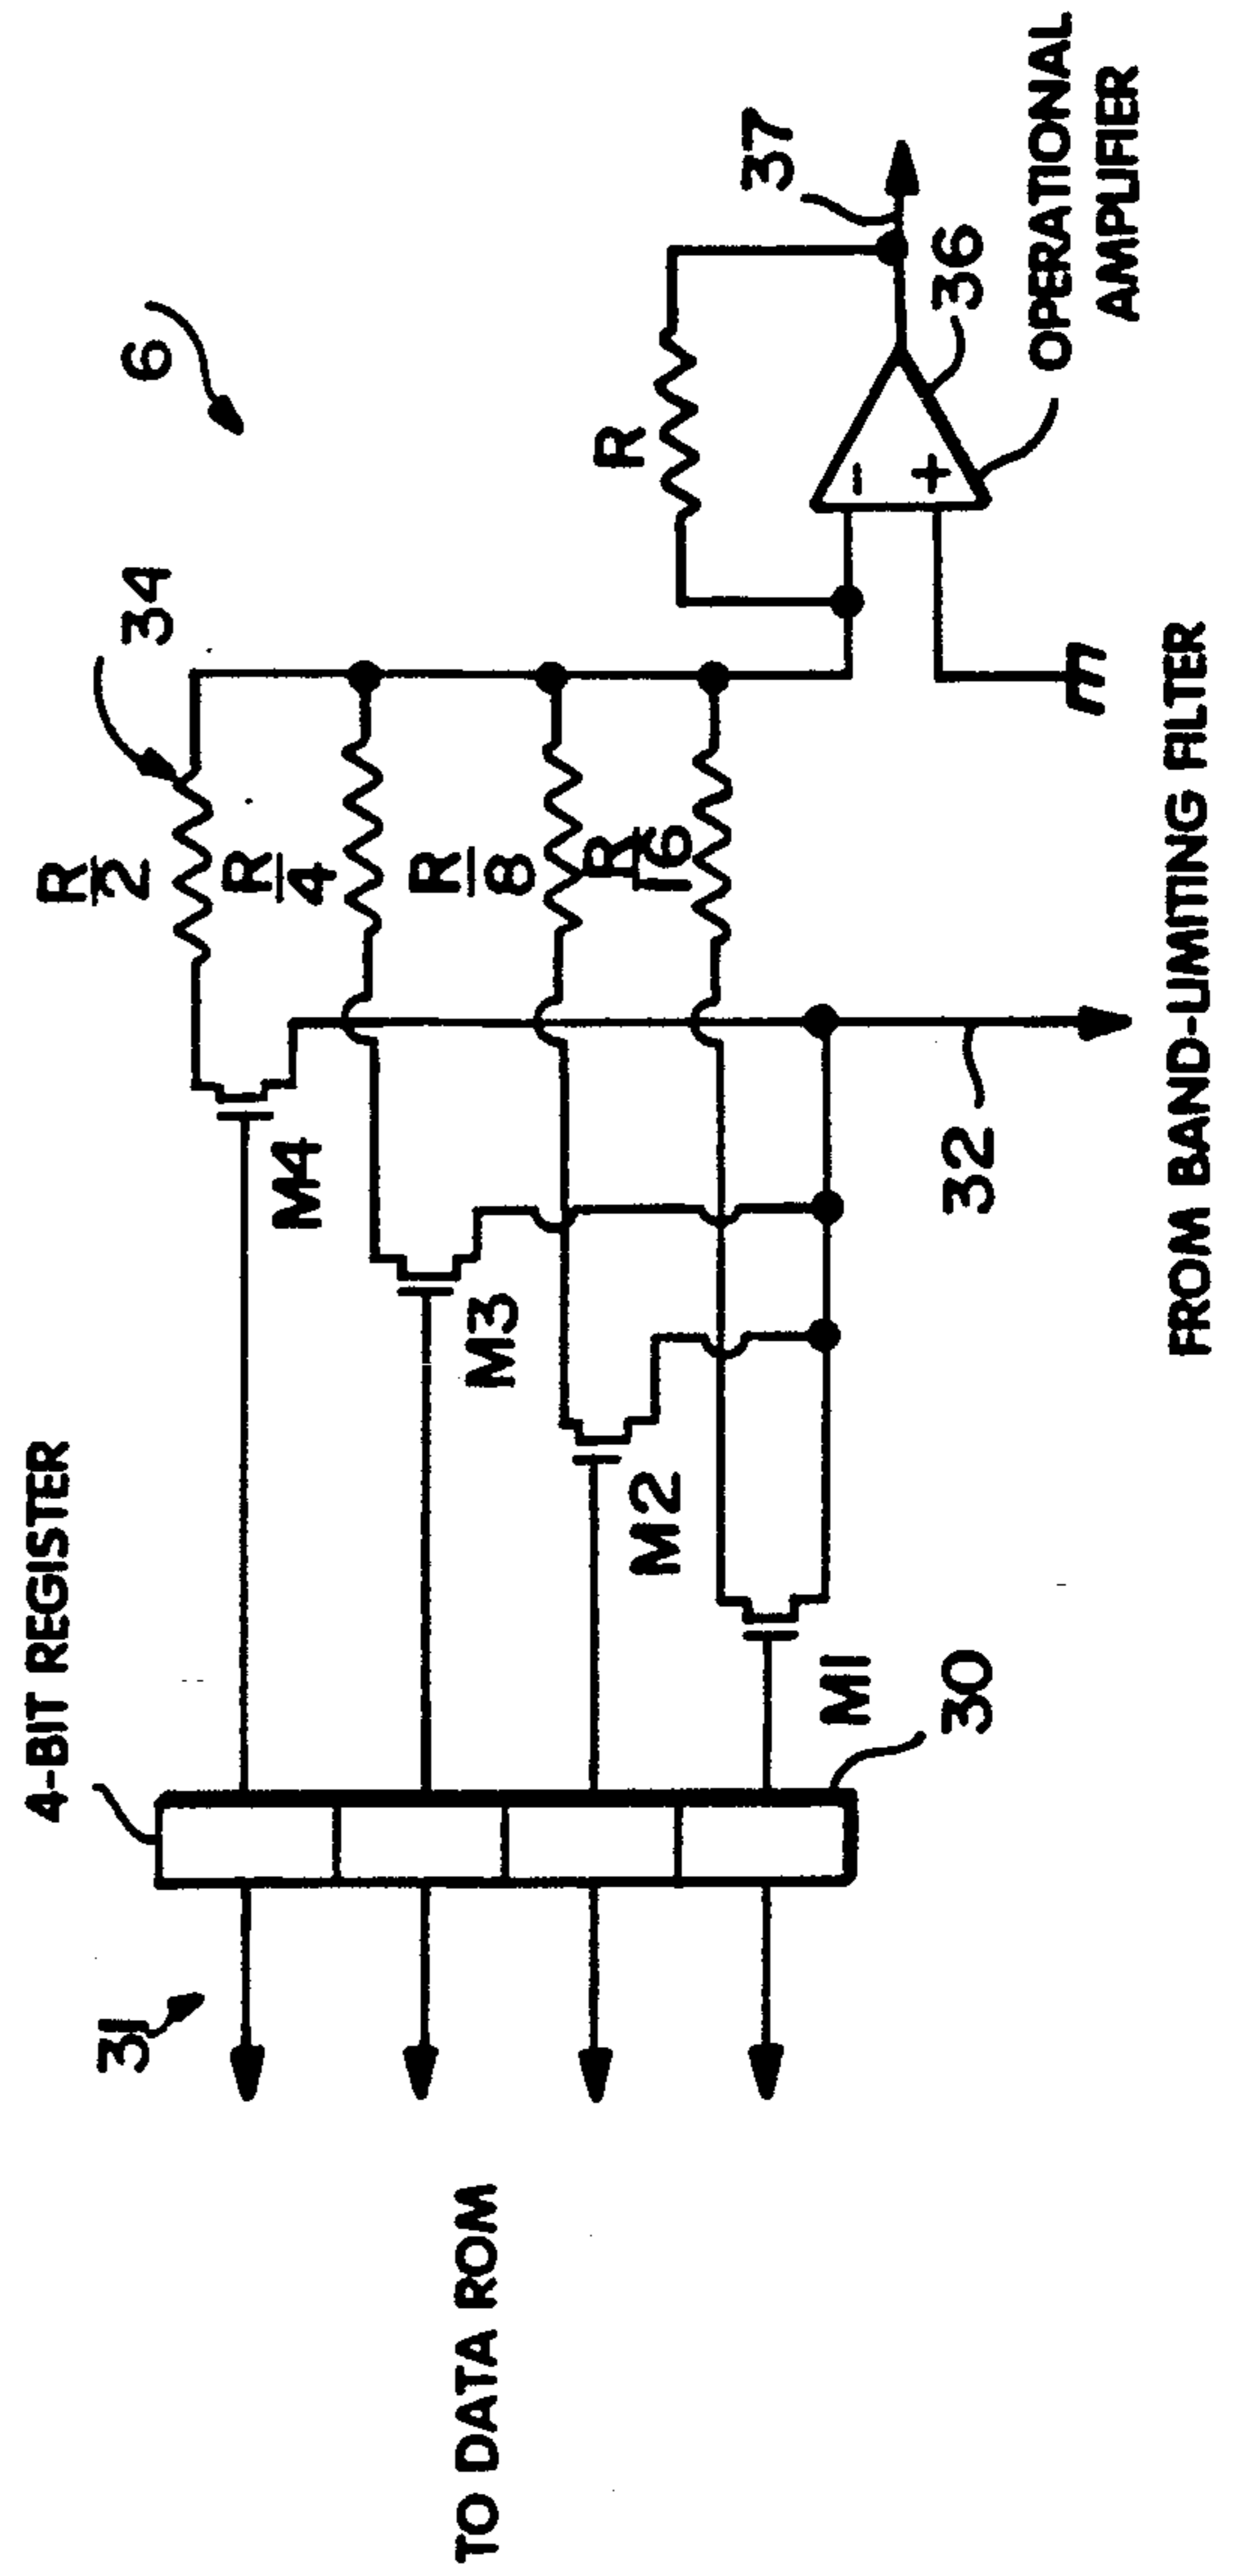 6
34
37
R
2
R
4
R
8
R
16
R
-
+
36
OPERATIONAL
AMPLIFIER
M4
M3
M2
M1
32
FROM BAND-LIMITING FILTER
4-BIT REGISTER
30
31
TO DATA ROM